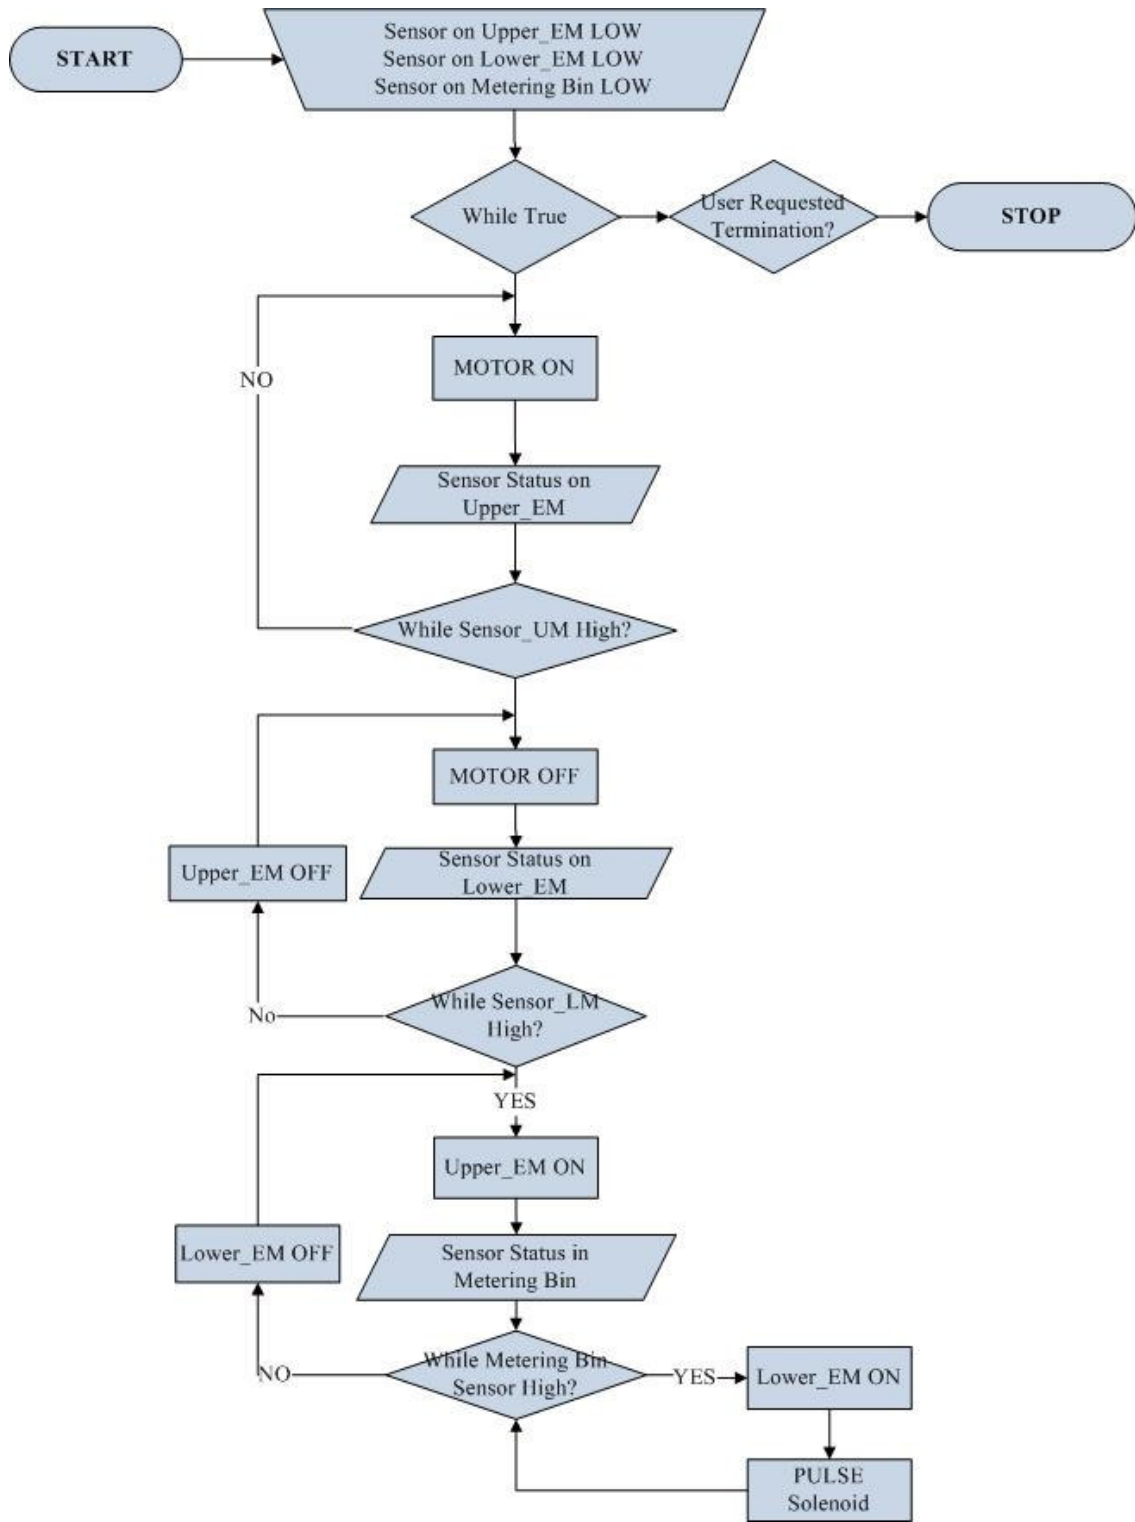 START
Sensor on Upper_EM LOW
Sensor on Lower_EM LOW
Sensor on Metering Bin LOW
While True
User Requested
Termination?
STOP
NO
MOTOR ON
Sensor Status on
Upper_EM
While Sensor_UM High?
MOTOR OFF
Upper_EM OFF
Sensor Status on
Lower_EM
No
While Sensor_LM
High?
YES
Upper_EM ON
Lower_EM OFF
Sensor Status in
Metering Bin
NO
While Metering Bin
Sensor High?
YES
Lower_EM ON
PULSE
Solenoid